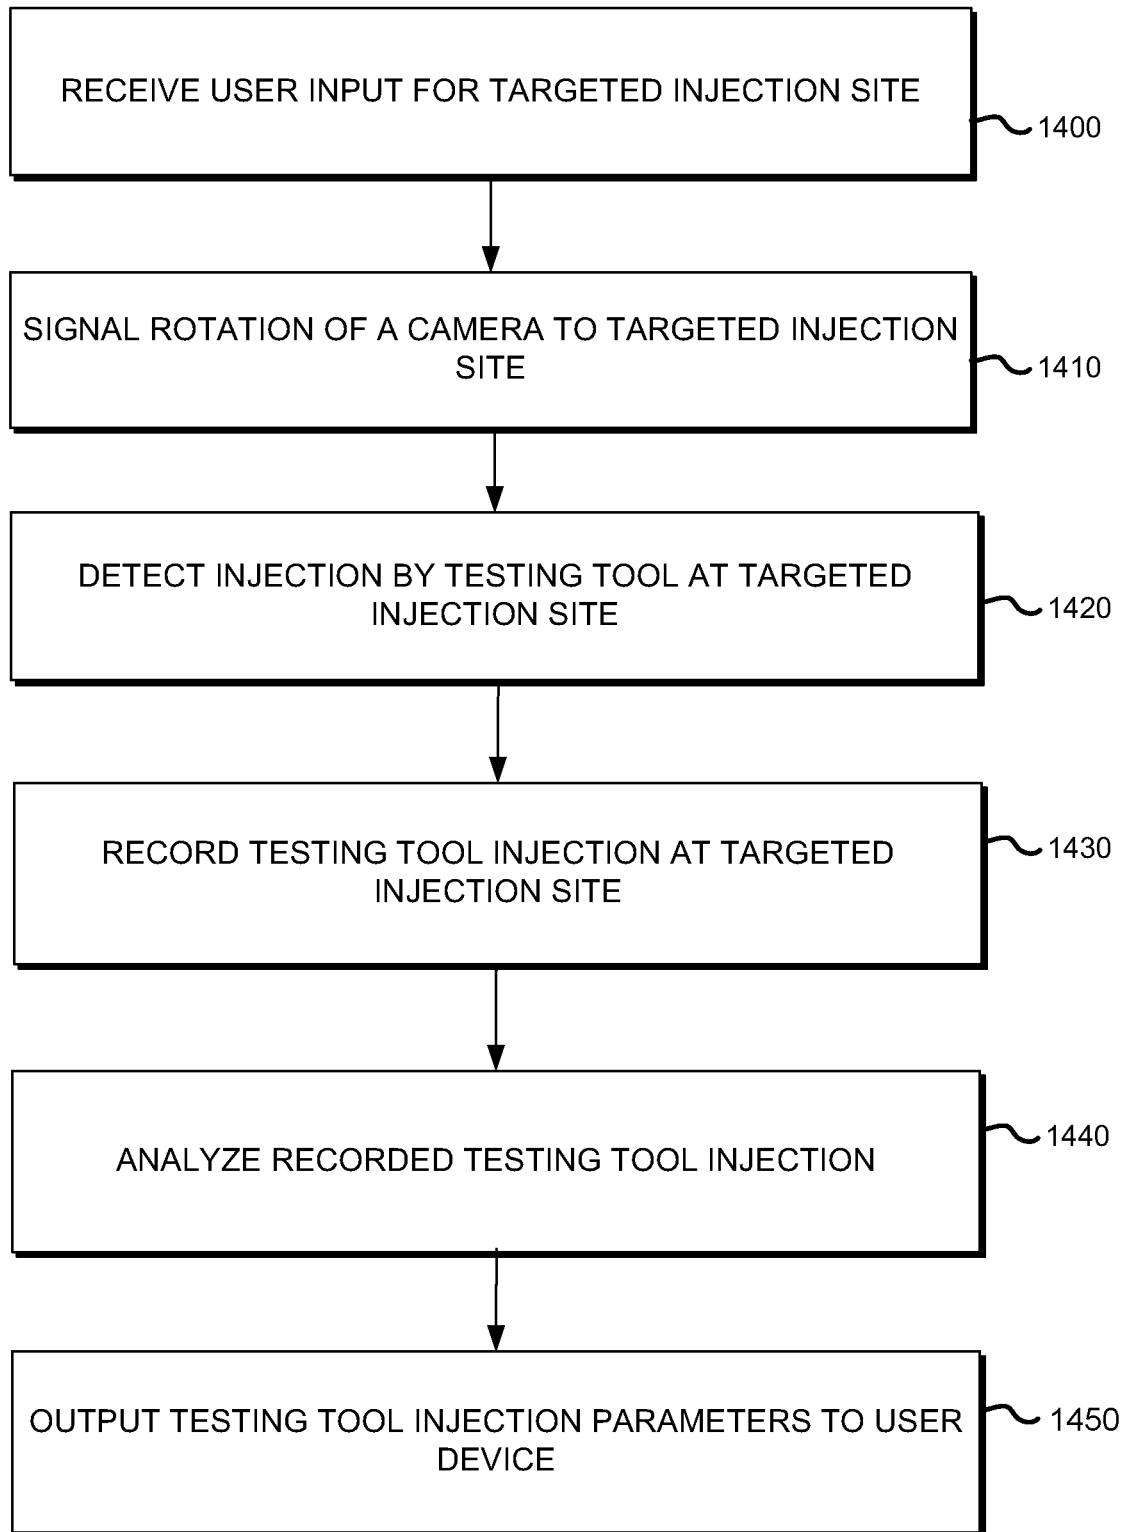 RECEIVE USER INPUT FOR TARGETED INJECTION SITE
1400
SIGNAL ROTATION OF A CAMERA TO TARGETED INJECTION
SITE
1410
DETECT INJECTION BY TESTING TOOL AT TARGETED
INJECTION SITE
1420
RECORD TESTING TOOL INJECTION AT TARGETED
INJECTION SITE
1430
ANALYZE RECORDED TESTING TOOL INJECTION
1440
OUTPUT TESTING TOOL INJECTION PARAMETERS TO USER
DEVICE
1450